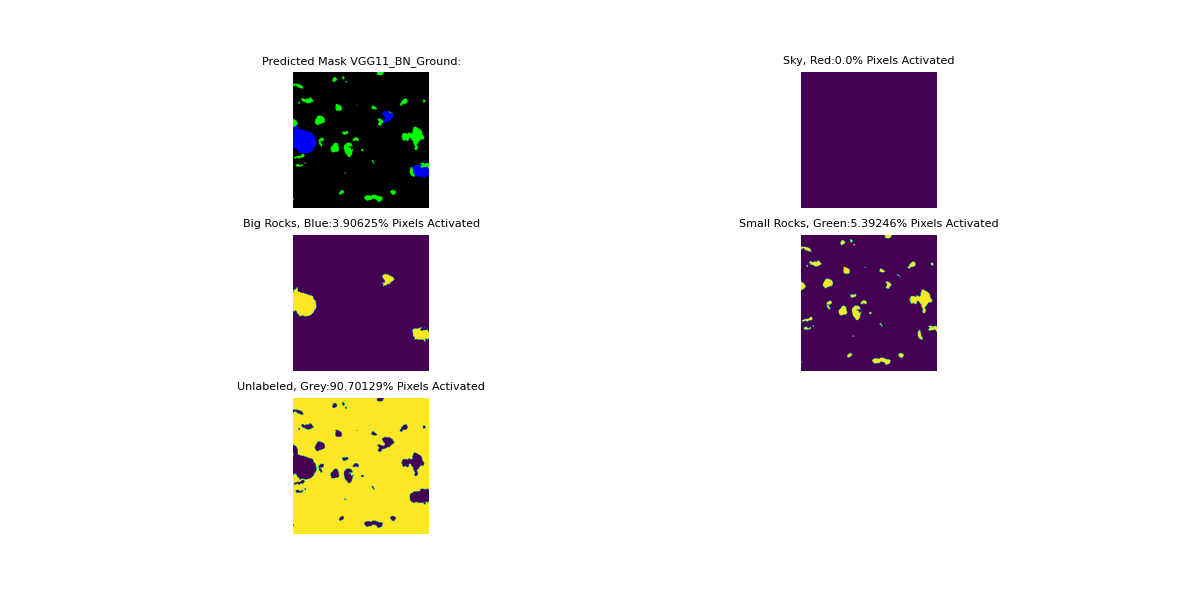 Predicted Mask VGG11_BN_Ground:
Sky, Red:0.0% Pixels Activated
Big Rocks, Blue:3.90625% Pixels Activated
Small Rocks, Green:5.39246% Pixels Activated
Unlabeled, Grey:90.70129% Pixels Activated